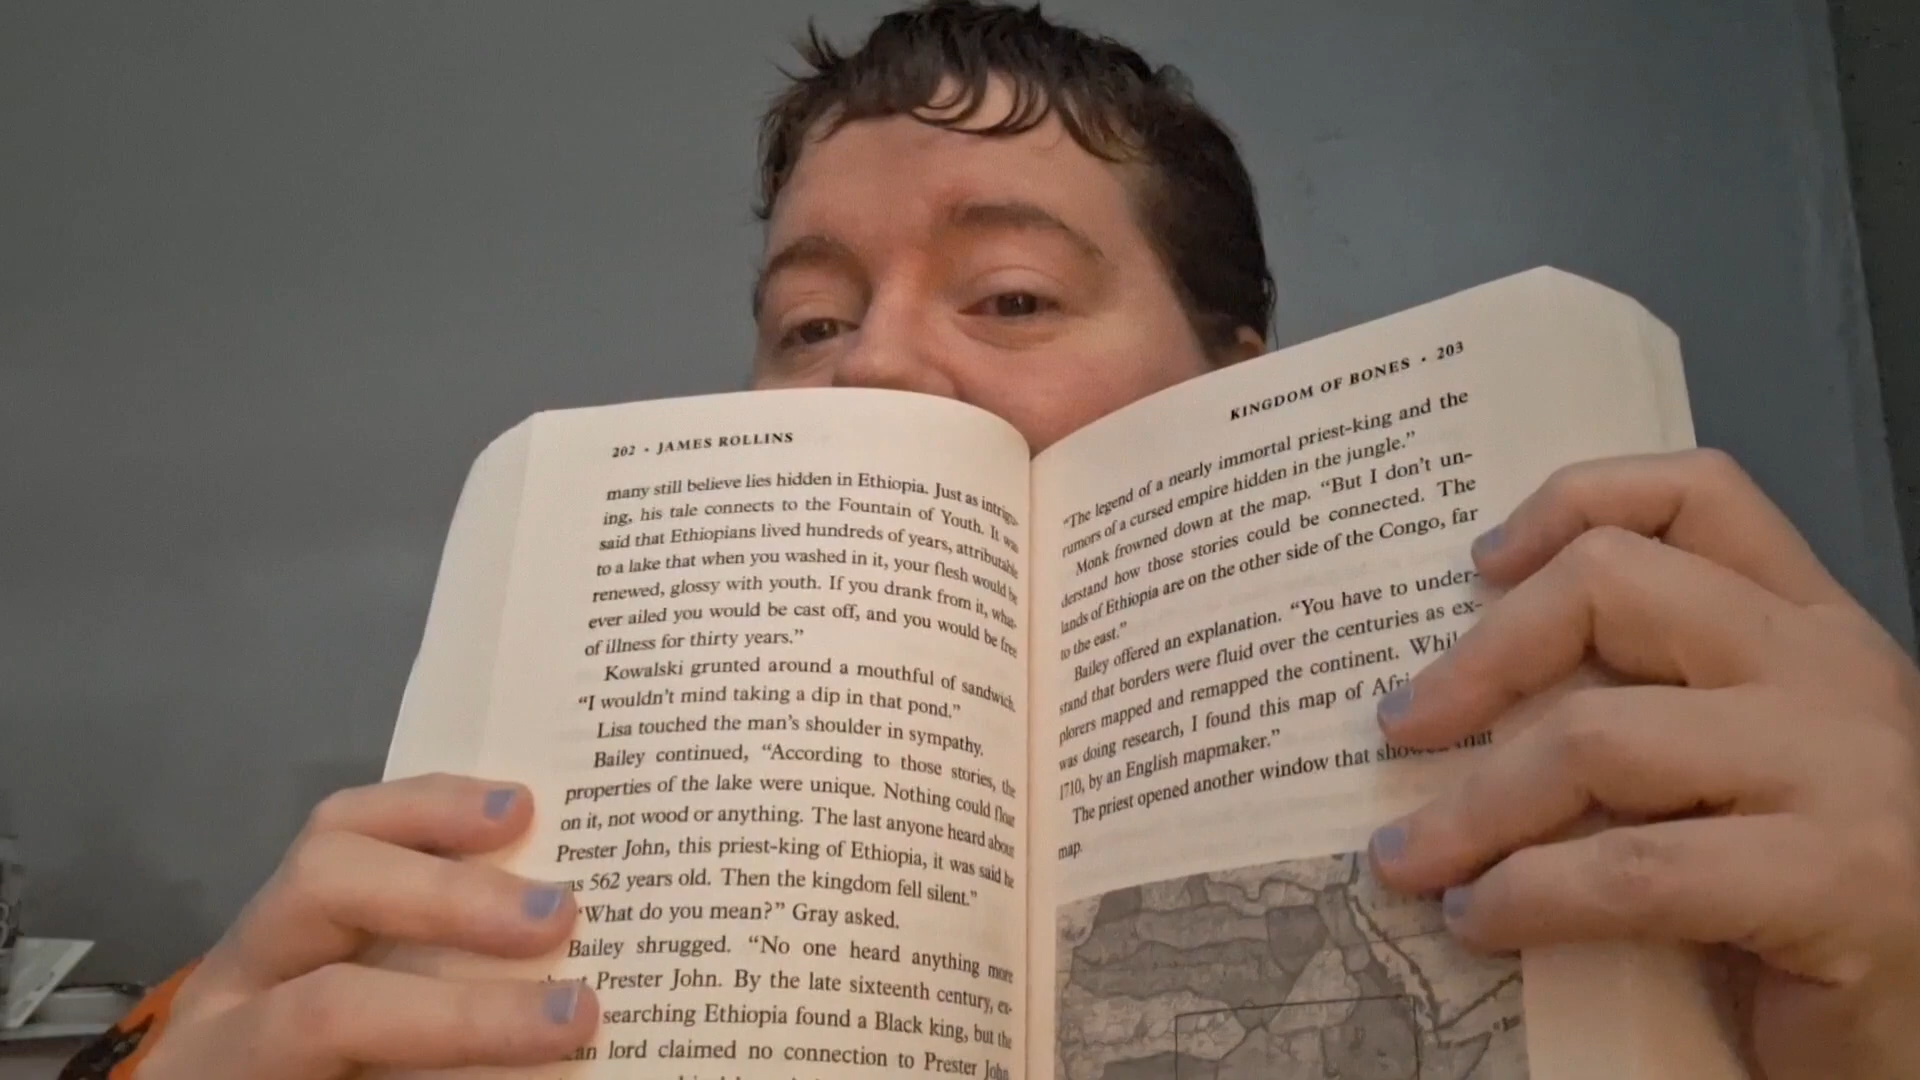 202 • JAMES ROLLINS
many still believe lies hidden in Ethiopia. Just as intrigu-
ing, his tale connects to the Fountain of Youth. It was
said that Ethiopians lived hundreds of years, attributable
to a lake that when you washed in it, your flesh would be
renewed, glossy with youth. If you drank from it, what-
ever ailed you would be cast off, and you would be free
of illness for thirty years.”
Kowalski grunted around a mouthful of sandwich.
“I wouldn’t mind taking a dip in that pond.”
Lisa touched the man’s shoulder in sympathy.
Bailey continued, “According to those stories, the
properties of the lake were unique. Nothing could float
on it, not wood or anything. The last anyone heard about
Prester John, this priest-king of Ethiopia, it was said he
as 562 years old. Then the kingdom fell silent.”
“What do you mean?” Gray asked.
Bailey shrugged. “No one heard anything more
Prester John. By the late sixteenth century, ex-
searching Ethiopia found a Black king, but the
lord claimed no connection to Prester John
KINGDOM OF BONES • 203
“The legend of a nearly immortal priest-king and the
rumors of a cursed empire hidden in the jungle.”
Monk frowned down at the map. “But I don’t un-
derstand how those stories could be connected. The
lands of Ethiopia are on the other side of the Congo, far
to the east.”
Bailey offered an explanation. “You have to under-
stand that borders were fluid over the centuries as ex-
plorers mapped and remapped the continent. Whil
was doing research, I found this map of Afri
1710, by an English mapmaker.”
The priest opened another window that showed that
map.